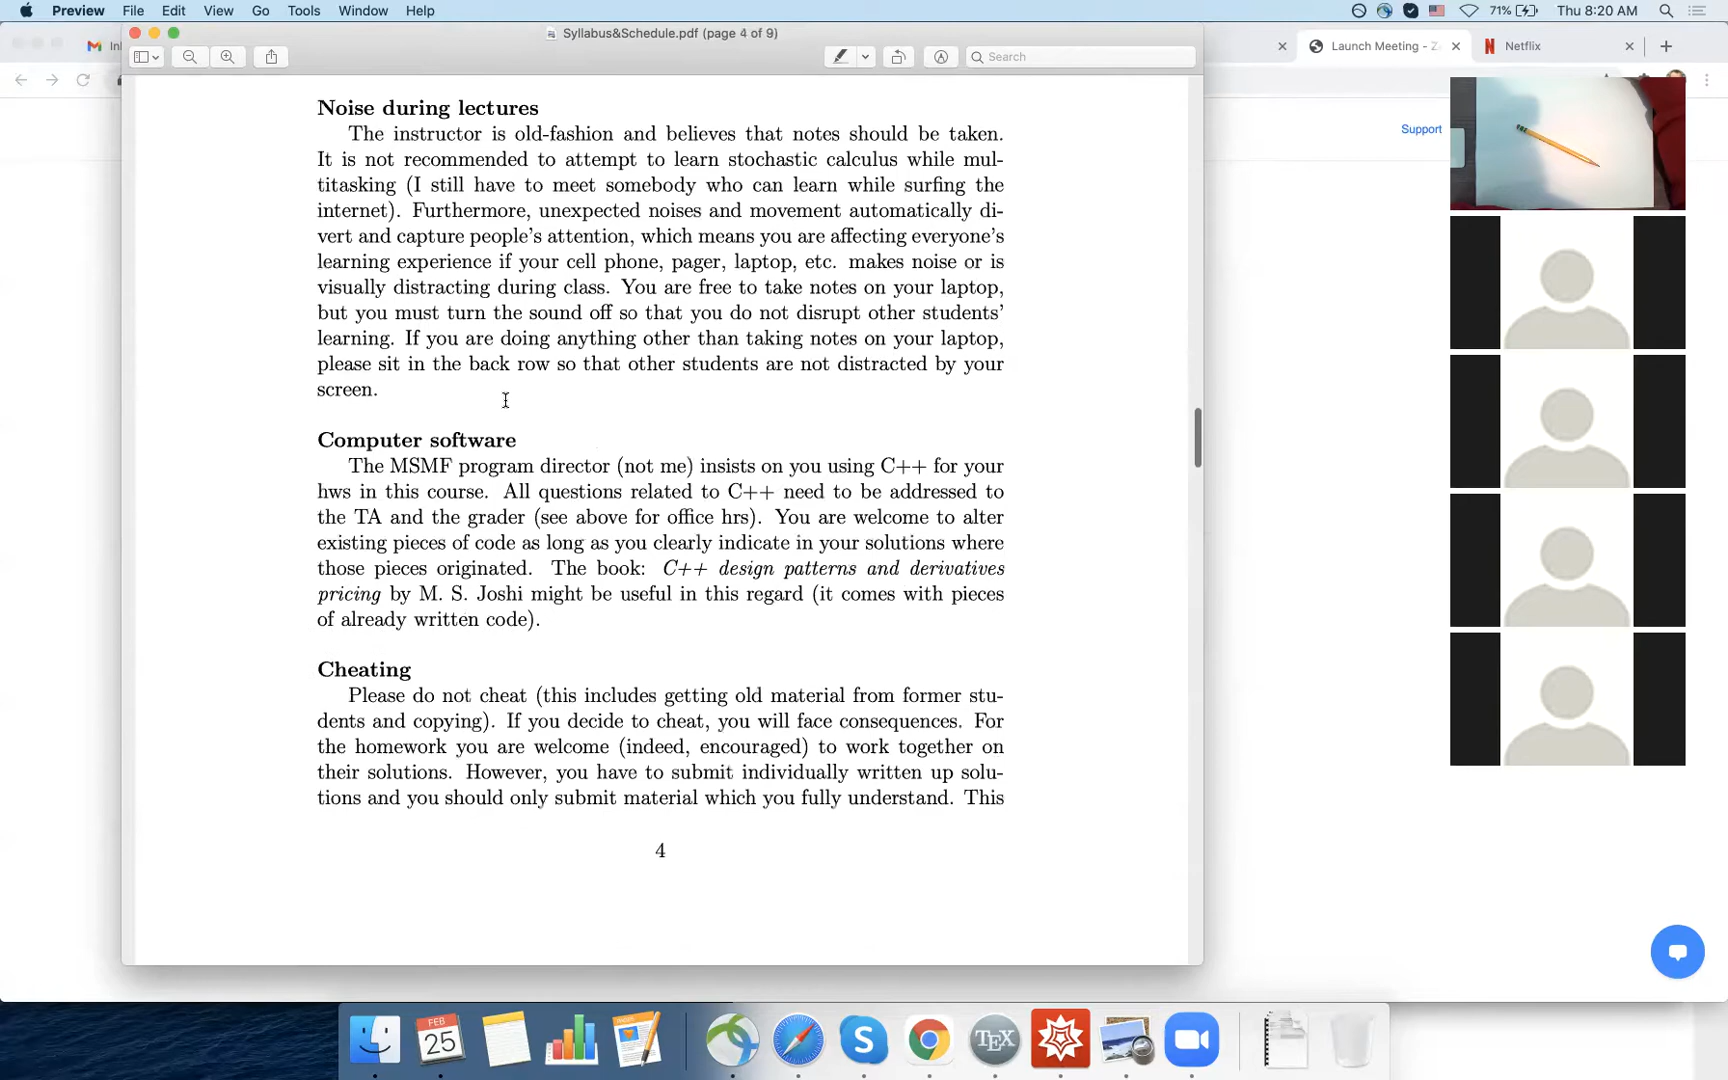 Preview File Edit View Go Tools Window Help
71% Thu 8:20 AM
Syllabus&Schedule.pdf (page 4 of 9)
Search
Launch Meeting - Z
Netflix
Support
Noise during lectures
The instructor is old-fashion and believes that notes should be taken.
It is not recommended to attempt to learn stochastic calculus while mul-
titasking (I still have to meet somebody who can learn while surfing the
internet). Furthermore, unexpected noises and movement automatically di-
vert and capture people's attention, which means you are affecting everyone's
learning experience if your cell phone, pager, laptop, etc. makes noise or is
visually distracting during class. You are free to take notes on your laptop,
but you must turn the sound off so that you do not disrupt other students'
learning. If you are doing anything other than taking notes on your laptop,
please sit in the back row so that other students are not distracted by your
screen.
Computer software
The MSMF program director (not me) insists on you using C++ for your
hws in this course. All questions related to C++ need to be addressed to
the TA and the grader (see above for office hrs). You are welcome to alter
existing pieces of code as long as you clearly indicate in your solutions where
those pieces originated. The book: C++ design patterns and derivatives
pricing by M. S. Joshi might be useful in this regard (it comes with pieces
of already written code).
Cheating
Please do not cheat (this includes getting old material from former stu-
dents and copying). If you decide to cheat, you will face consequences. For
the homework you are welcome (indeed, encouraged) to work together on
their solutions. However, you have to submit individually written up solu-
tions and you should only submit material which you fully understand. This
4
FEB
25
TEX